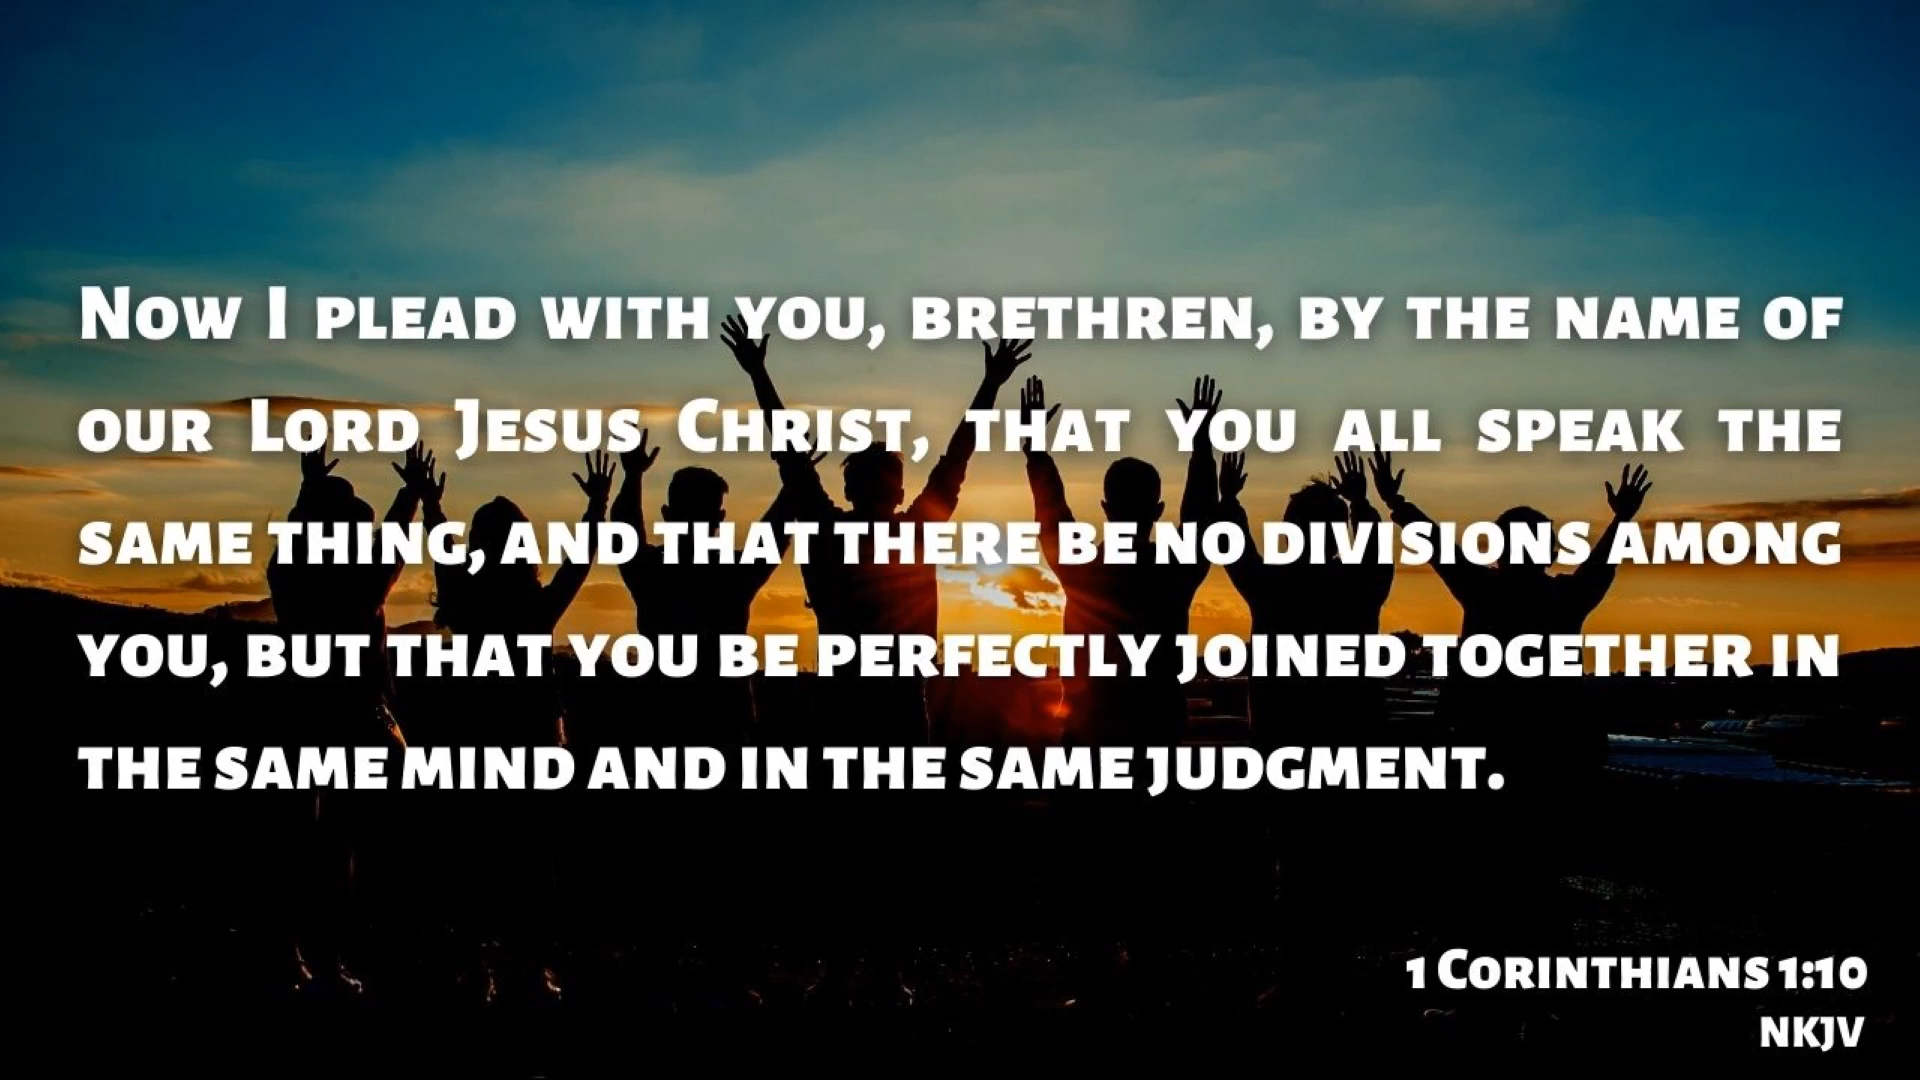 Now I plead with you, brethren, by the name of
our Lord Jesus Christ, that you all speak the
same thing, and that there be no divisions among
you, but that you be perfectly joined together in
the same mind and in the same judgment.
1 Corinthians 1:10
NKJV